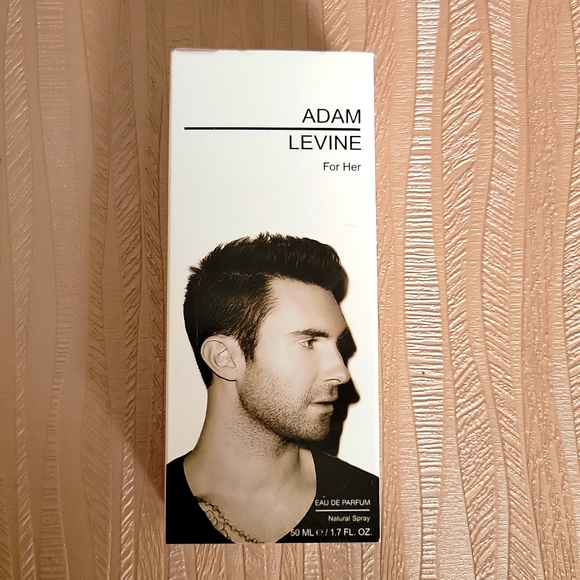 ADAM
LEVINE
For Her
EAU DE PARFUM
Natural Spray
50 ML ℮ / 1.7 FL. OZ.